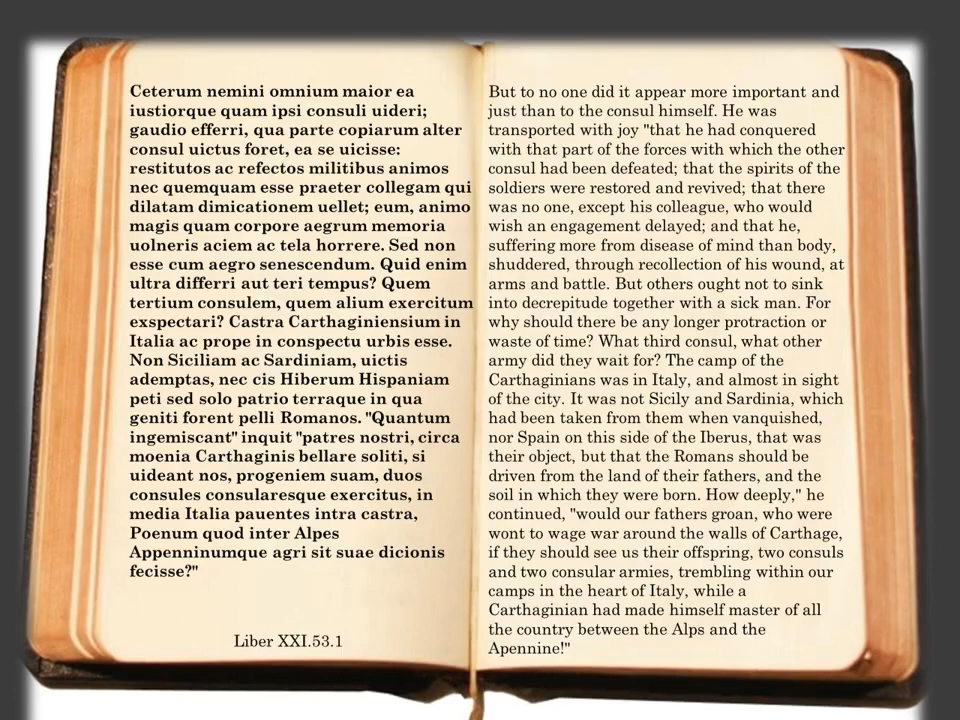 Ceterum nemini omnium maior ea
iustiorque quam ipsi consuli uideri;
gaudio efferri, qua parte copiarum alter
consul uictus foret, ea se uicisse:
restitutos ac refectos militibus animos
nec quemquam esse praeter collegam qui
dilatam dimicationem uellet; eum, animo
magis quam corpore aegrum memoria
uolneris aciem ac tela horrere. Sed non
esse cum aegro senescendum. Quid enim
ultra differri aut teri tempus? Quem
tertium consulem, quem alium exercitum
exspectari? Castra Carthaginiensium in
Italia ac prope in conspectu urbis esse.
Non Siciliam ac Sardiniam, uictis
ademptas, nec cis Hiberum Hispaniam
peti sed solo patrio terraque in qua
geniti forent pelli Romanos. "Quantum
ingemiscant" inquit "patres nostri, circa
moenia Carthaginis bellare soliti, si
uideant nos, progeniem suam, duos
consules consularesque exercitus, in
media Italia pauentes intra castra,
Poenum quod inter Alpes
Appenninumque agri sit suae dicionis
fecisse?"
Liber XXI.53.1
But to no one did it appear more important and
just than to the consul himself. He was
transported with joy "that he had conquered
with that part of the forces with which the other
consul had been defeated; that the spirits of the
soldiers were restored and revived; that there
was no one, except his colleague, who would
wish an engagement delayed; and that he,
suffering more from disease of mind than body,
shuddered, through recollection of his wound, at
arms and battle. But others ought not to sink
into decrepitude together with a sick man. For
why should there be any longer protraction or
waste of time? What third consul, what other
army did they wait for? The camp of the
Carthaginians was in Italy, and almost in sight
of the city. It was not Sicily and Sardinia, which
had been taken from them when vanquished,
nor Spain on this side of the Iberus, that was
their object, but that the Romans should be
driven from the land of their fathers, and the
soil in which they were born. How deeply," he
continued, "would our fathers groan, who were
wont to wage war around the walls of Carthage,
if they should see us their offspring, two consuls
and two consular armies, trembling within our
camps in the heart of Italy, while a
Carthaginian had made himself master of all
the country between the Alps and the
Apennine!"